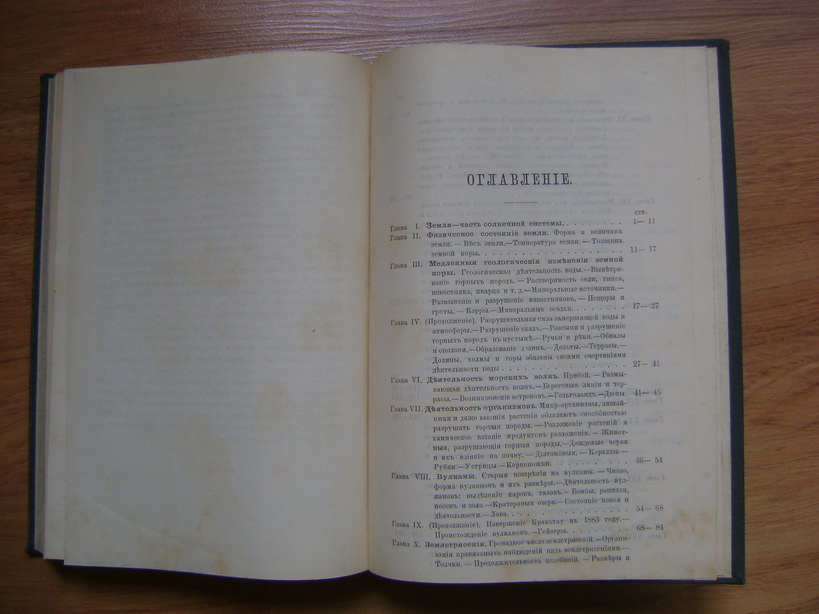 ОГЛАВЛЕНІЕ.
стр.
Глава I. Земля—часть солнечной системы. 1— 11
Глава II. Физическое состояніе земли. Форма и величина
земли. — Вѣсъ земли.—Температура земли. — Толщина
земной коры. 11— 17
Глава III. Медленныя геологическія измѣненія земной
коры. Геологическая дѣятельность воды.—Вывѣтри-
ваніе горныхъ породъ. — Растворимость соли, гипса,
известняка, кварца и т. д.—Минеральные источники.—
Размываніе и разрушеніе известняковъ. — Пещеры и
гроты. — Карры.—Минеральные осадки. 17— 27
Глава IV. (Продолженіе). Разрушительная сила замерзающей воды и
атмосферы.—Разрушеніе скалъ.—Ледники и разрушеніе
горныхъ породъ въ пустынѣ. — Ручьи и рѣки. —Обвалы
и оползни.—Образованіе долинъ.—Дельты.—Террасы.—
Долины, холмы и горы обязаны своими очертаніями
дѣятельности воды 27— 41
Глава VI. Дѣятельность морскихъ волнъ. Прибой. — Размы-
вающая дѣятельность волнъ.—Береговыя линіи и тер-
расы.—Возникновеніе острововъ.—Гельголандъ.—Дюны. 41— 45
Глава VII. Дѣятельность организмовъ. Микроорганизмы, лишай-
ники и даже высшія растенія обладаютъ способностью
разрушать горныя породы. — Разложеніе растеній и
химическое вліяніе продуктовъ разложенія. — Живот-
ныя, разрушающія горныя породы.—Дождевые черви
и ихъ вліяніе на почву. — Діатомовыя. — Кораллы. —
Рубки.—Устрицы. — Корненожки. 46— 54
Глава VIII. Вулканы. Старыя воззрѣнія на вулканы. — Число,
форма вулкановъ и ихъ размѣры.—Дѣятельность вул-
кановъ: выдѣленіе паровъ, газовъ.— Бомбы, рапилли,
песокъ и зола.—Кратерныя озера.—Состояніе покоя и
дѣятельности.—Лава. 54— 68
Глава IX. (Продолженіе). Изверженіе Кракатау въ 1883 году.—
Происхожденіе вулкановъ.—Гейзеры. 68— 84
Глава X. Землетрясенія. Громадное число землетрясеній.—Органи-
зація правильныхъ наблюденій надъ землетрясеніями.—
Толчки. — Продолжительность колебаній. — Размѣры и